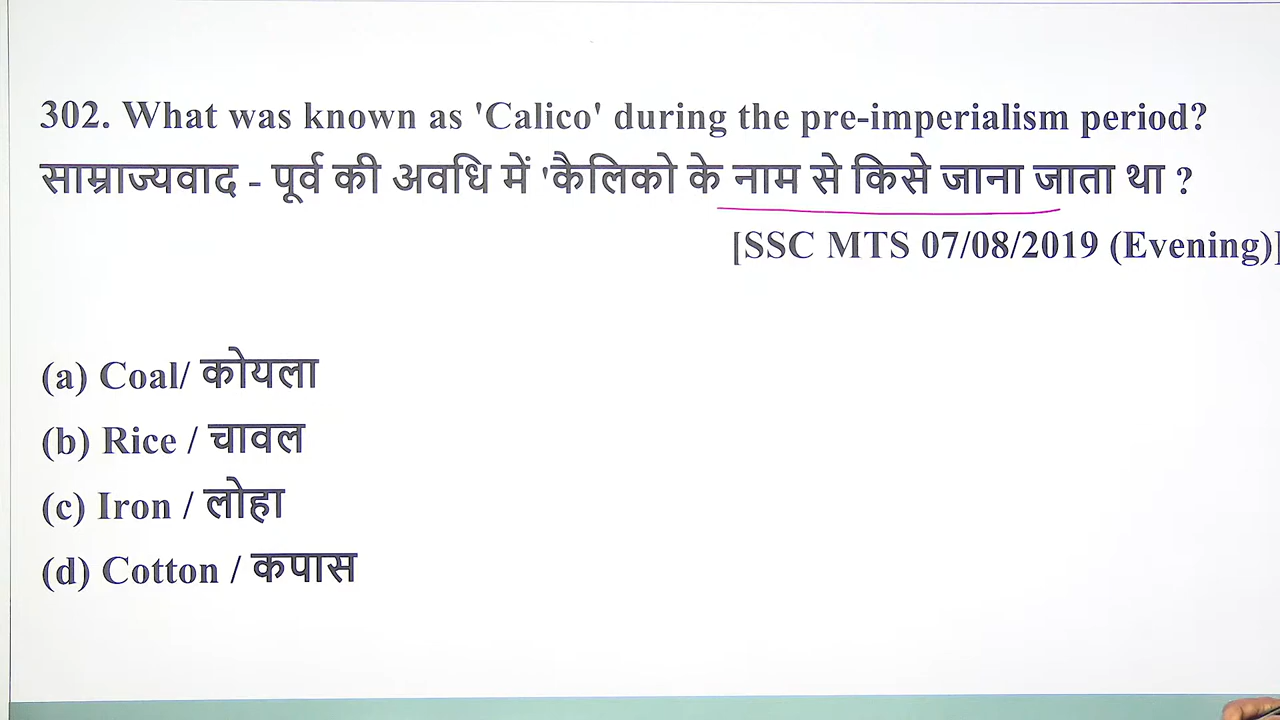 302. What was known as 'Calico' during the pre-imperialism period?
साम्राज्यवाद - पूर्व की अवधि में 'कैलिको के नाम से किसे जाना जाता था ?
[SSC MTS 07/08/2019 (Evening)]
(a) Coal/ कोयला
(b) Rice / चावल
(c) Iron / लोहा
(d) Cotton / कपास